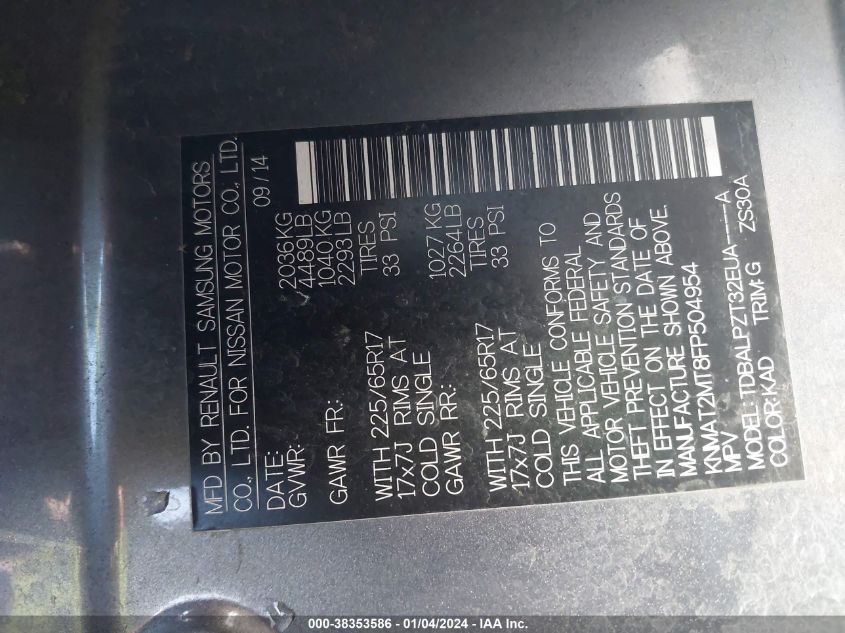 MFD BY RENAULT SAMSUNG MOTORS
CO., LTD. FOR NISSAN MOTOR CO., LTD.
DATE: 09/14
GVWR: 2036KG
4489LB
GAWR FR: 1040 KG
2293LB
WITH 225/65R17 TIRES
17x7J RIMS AT 33 PSI
COLD SINGLE
GAWR RR: 1027 KG
2264LB
WITH 225/65R17 TIRES
17x7J RIMS AT 33 PSI
COLD SINGLE
THIS VEHICLE CONFORMS TO
ALL APPLICABLE FEDERAL
MOTOR VEHICLE SAFETY AND
THEFT PREVENTION STANDARDS
IN EFFECT ON THE DATE OF
MANUFACTURE SHOWN ABOVE.
KNMAT2MT8FP504954
MPV
MODEL: TDBALPZT32EUA-----A
COLOR: KAD TRIM: G ZS30A
000-38353586 - 01/04/2024 - IAA Inc.